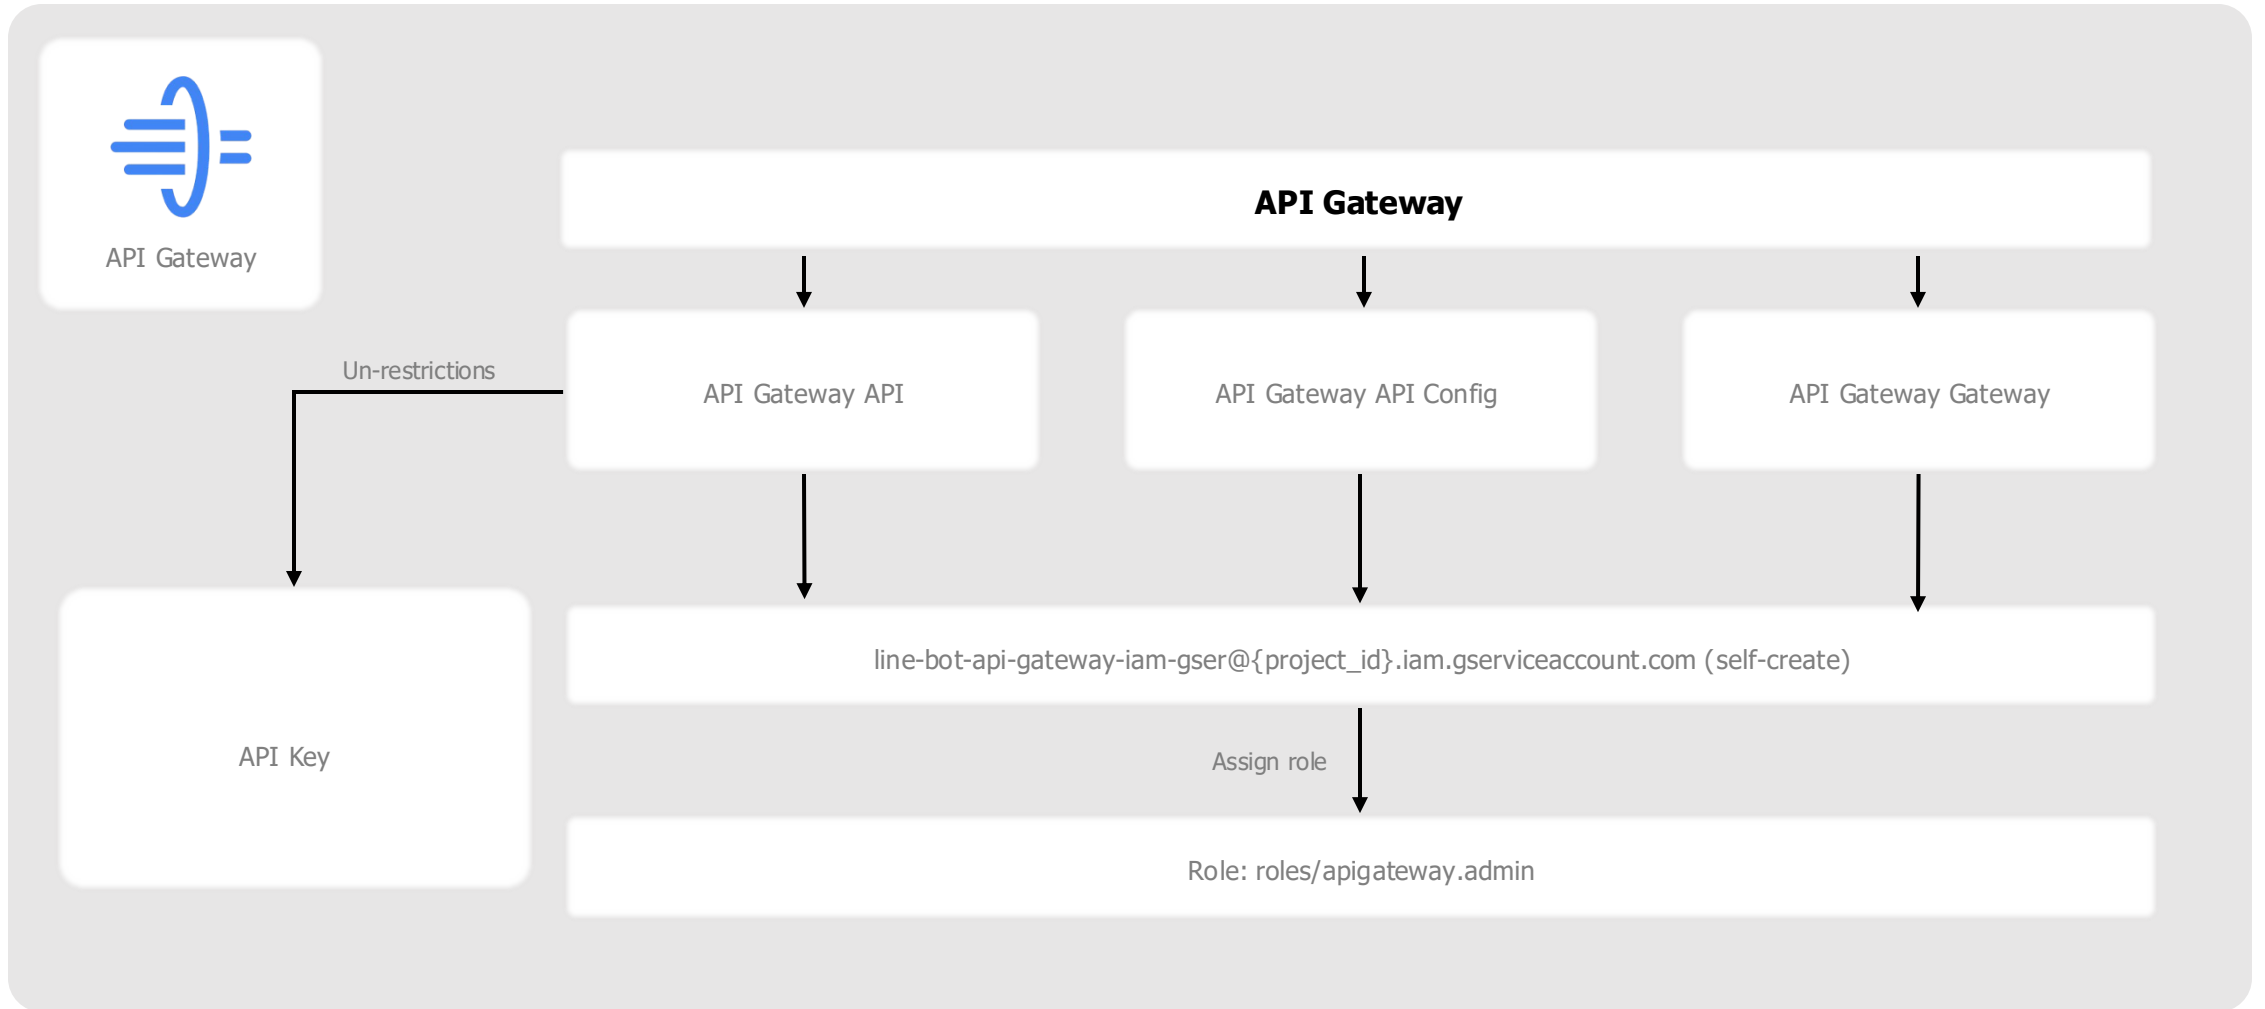 API Gateway
API Gateway
Un-restrictions
API Gateway API
API Gateway API Config
API Gateway Gateway
line-bot-api-gateway-iam-gser@{project_id}.iam.gserviceaccount.com (self-create)
API Key
Assign role
Role: roles/apigateway.admin